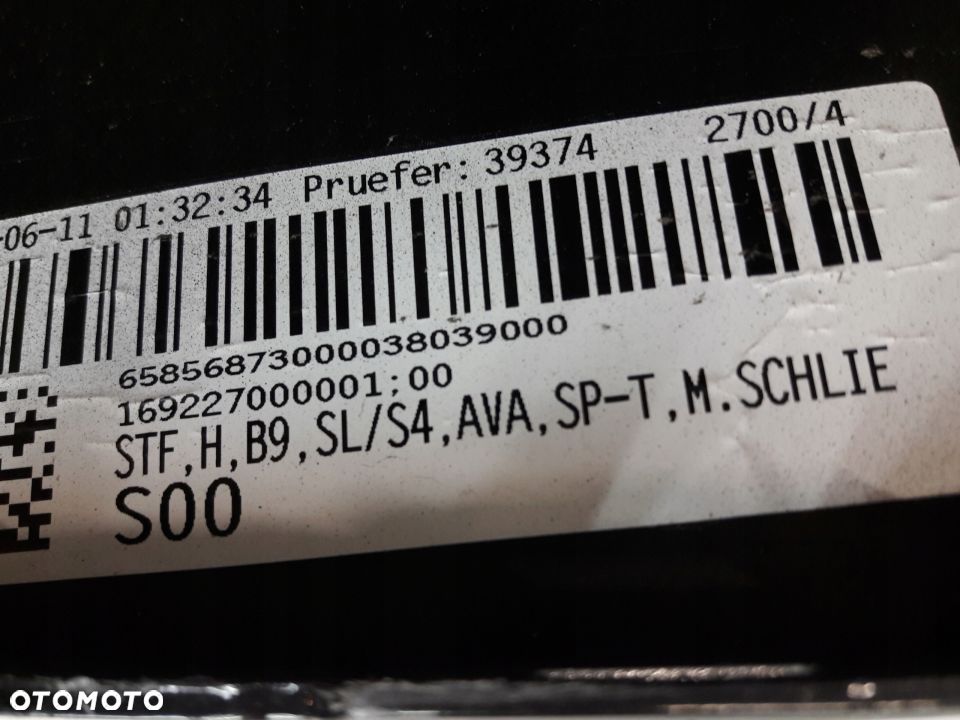 -06-11 01:32:34 Pruefer: 39374 2700/4
65856873000038039000
169227000001;00
STF,H,B9,SL/S4,AVA,SP-T,M.SCHLIE
S00
OTOMOTO